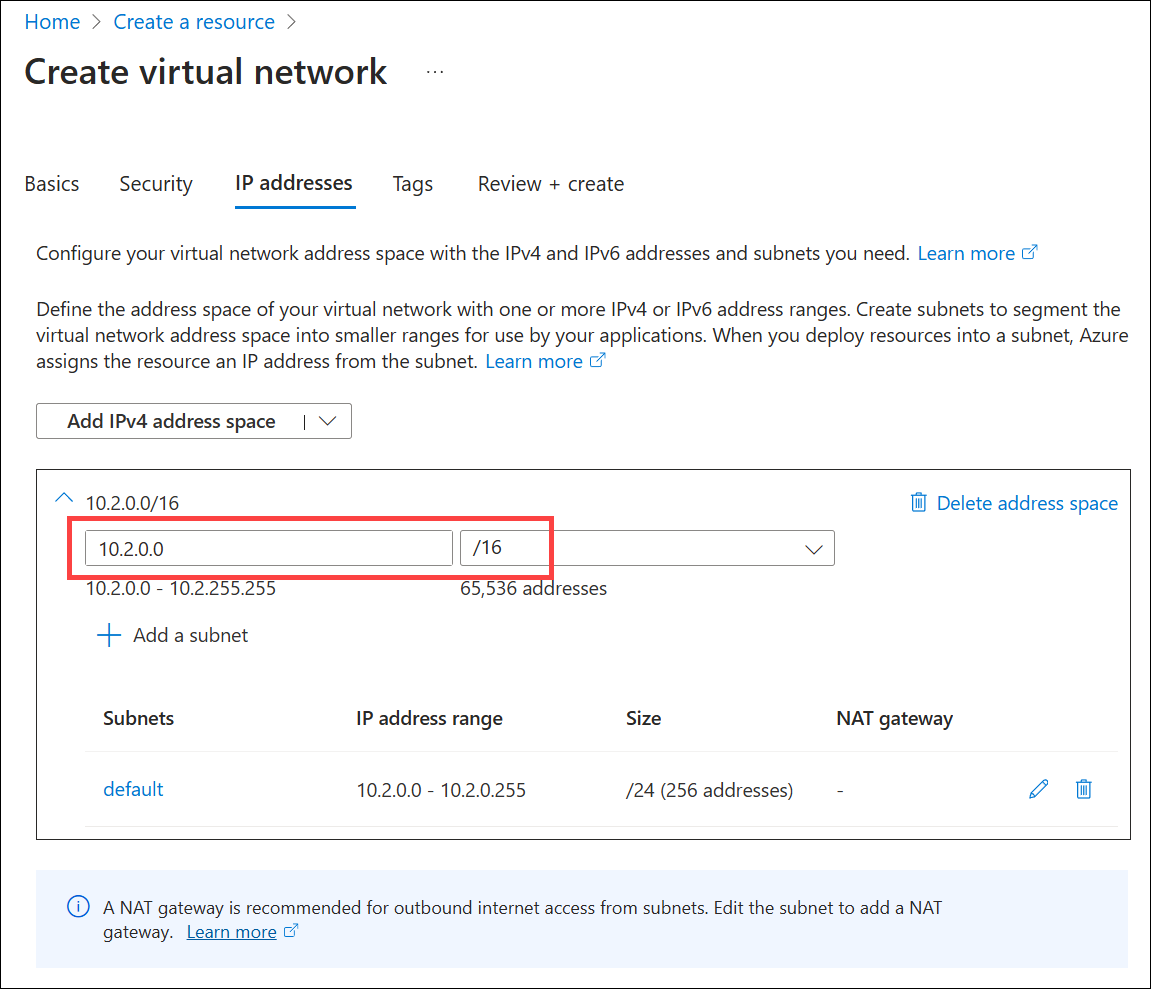 Home > Create a resource >
Create virtual network ...
Basics Security IP addresses Tags Review + create
Configure your virtual network address space with the IPv4 and IPv6 addresses and subnets you need. Learn more
Define the address space of your virtual network with one or more IPv4 or IPv6 address ranges. Create subnets to segment the
virtual network address space into smaller ranges for use by your applications. When you deploy resources into a subnet, Azure
assigns the resource an IP address from the subnet. Learn more
Add IPv4 address space
10.2.0.0/16 Delete address space
10.2.0.0 /16
10.2.0.0 - 10.2.255.255 65,536 addresses
Add a subnet
Subnets IP address range Size NAT gateway
default 10.2.0.0 - 10.2.0.255 /24 (256 addresses) -
A NAT gateway is recommended for outbound internet access from subnets. Edit the subnet to add a NAT
gateway. Learn more